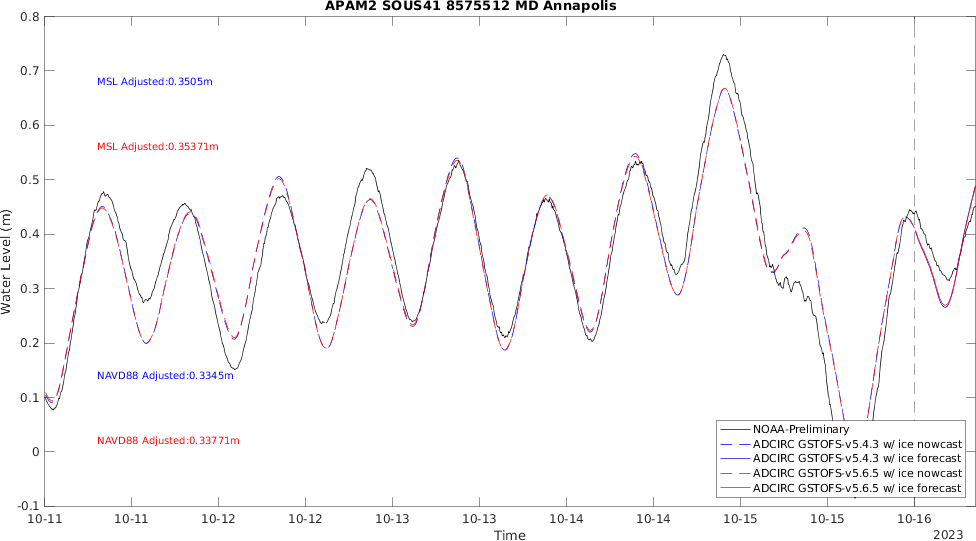 APAM2 SOUS41 8575512 MD Annapolis
0.8
0.7
0.6
0.5
0.4
0.3
0.2
0.1
0
-0.1
Water Level (m)
MSL Adjusted:0.3505m
MSL Adjusted:0.35371m
NAVD88 Adjusted:0.3345m
NAVD88 Adjusted:0.33771m
NOAA-Preliminary
ADCIRC GSTOFS-v5.4.3 w/ ice nowcast
ADCIRC GSTOFS-v5.4.3 w/ ice forecast
ADCIRC GSTOFS-v5.6.5 w/ ice nowcast
ADCIRC GSTOFS-v5.6.5 w/ ice forecast
10-11 10-11 10-12 10-12 10-13 10-13 10-14 10-14 10-15 10-15 10-16
Time
2023